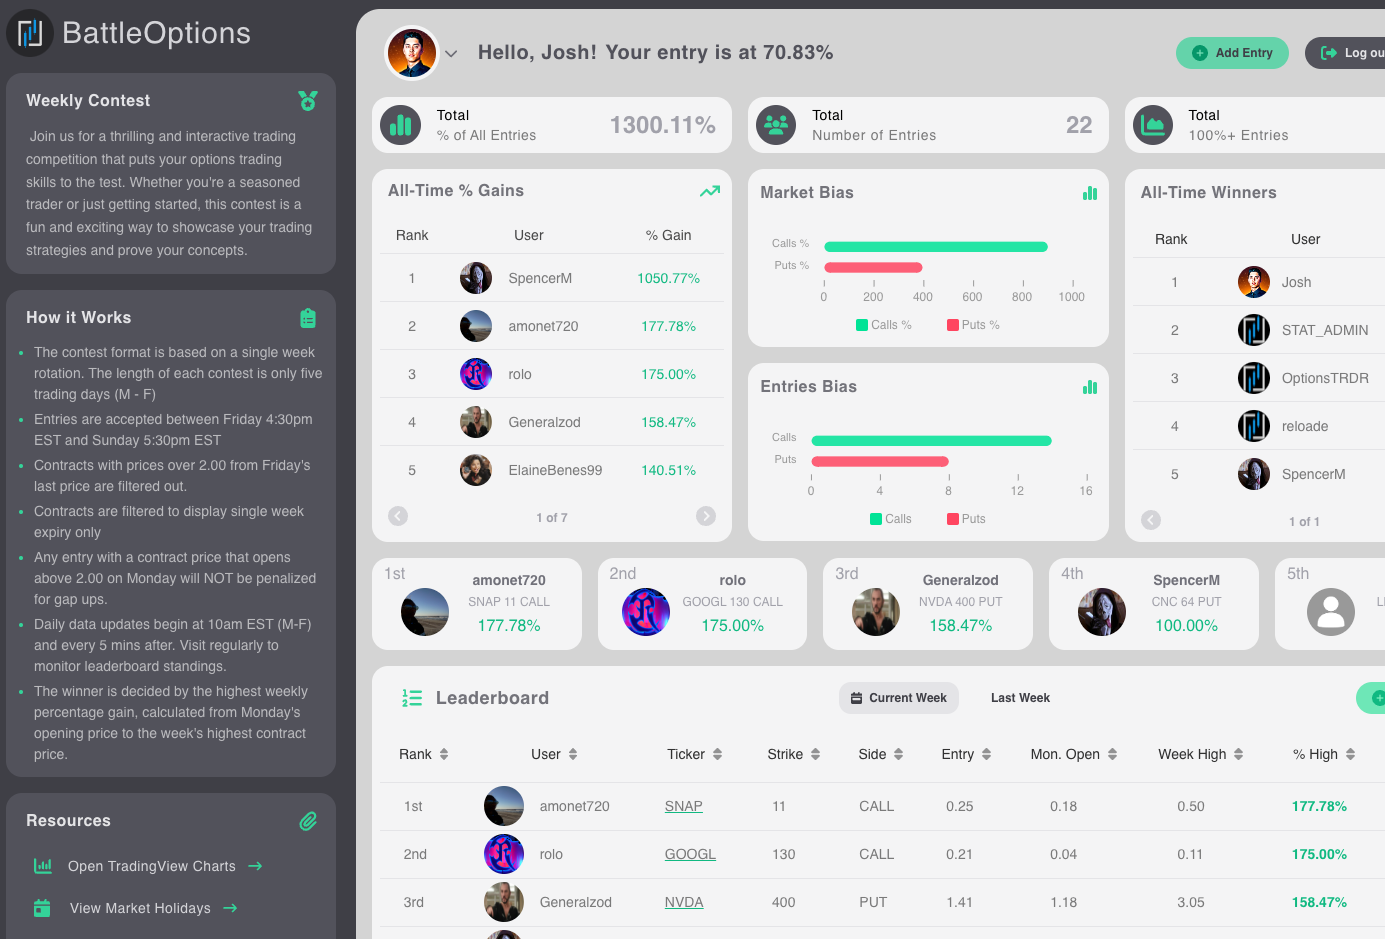 BattleOptions
Weekly Contest
Join us for a thrilling and interactive trading
competition that puts your options trading
skills to the test. Whether you're a seasoned
trader or just getting started, this contest is a
fun and exciting way to showcase your trading
strategies and prove your concepts.
How it Works
The contest format is based on a single week
rotation. The length of each contest is only five
trading days (M - F)
Entries are accepted between Friday 4:30pm
EST and Sunday 5:30pm EST
Contracts with prices over 2.00 from Friday's
last price are filtered out.
Contracts are filtered to display single week
expiry only
Any entry with a contract price that opens
above 2.00 on Monday will NOT be penalized
for gap ups.
Daily data updates begin at 10am EST (M-F)
and every 5 mins after. Visit regularly to
monitor leaderboard standings.
The winner is decided by the highest weekly
percentage gain, calculated from Monday's
opening price to the week's highest contract
price.
Resources
Open TradingView Charts
View Market Holidays
Hello, Josh! Your entry is at 70.83%
Add Entry
Log ou
Total
% of All Entries
1300.11%
Total
Number of Entries
22
Total
100%+ Entries
All-Time % Gains
Rank User % Gain
1 SpencerM 1050.77%
2 amonet720 177.78%
3 rolo 175.00%
4 Generalzod 158.47%
5 ElaineBenes99 140.51%
1 of 7
Market Bias
Calls %
Puts %
0 200 400 600 800 1000
Calls % Puts %
Entries Bias
Calls
Puts
0 4 8 12 16
Calls Puts
All-Time Winners
Rank User
1 Josh
2 STAT_ADMIN
3 OptionsTRDR
4 reloade
5 SpencerM
1 of 1
1st
amonet720
SNAP 11 CALL
177.78%
2nd
rolo
GOOGL 130 CALL
175.00%
3rd
Generalzod
NVDA 400 PUT
158.47%
4th
SpencerM
CNC 64 PUT
100.00%
5th
Leaderboard
Current Week
Last Week
Rank User Ticker Strike Side Entry Mon. Open Week High % High
1st amonet720 SNAP 11 CALL 0.25 0.18 0.50 177.78%
2nd rolo GOOGL 130 CALL 0.21 0.04 0.11 175.00%
3rd Generalzod NVDA 400 PUT 1.41 1.18 3.05 158.47%